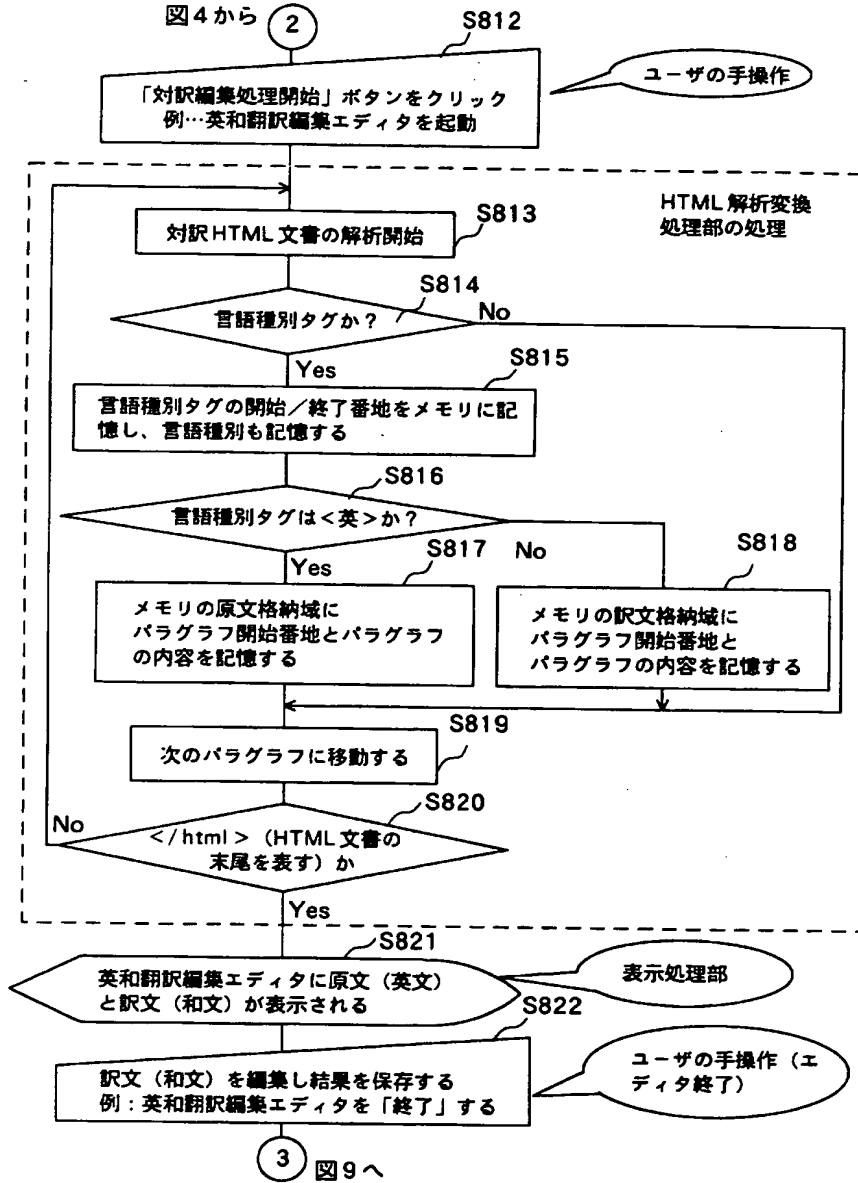 図4から
2
S812
ユーザの手操作
「対訳編集処理開始」ボタンをクリック
例…英和翻訳編集エディタを起動
HTML解析変換
処理部の処理
S813
対訳HTML文書の解析開始
S814
言語種別タグか？
No
Yes
S815
言語種別タグの開始／終了番地をメモリに記
憶し、言語種別も記憶する
S816
言語種別タグは＜英＞か？
No
Yes
S817
メモリの原文格納域に
パラグラフ開始番地とパラグラフ
の内容を記憶する
S818
メモリの訳文格納域に
パラグラフ開始番地と
パラグラフの内容を記憶する
S819
次のパラグラフに移動する
S820
No
＜/html＞（HTML文書の
末尾を表す）か
Yes
S821
英和翻訳編集エディタに原文（英文）
と訳文（和文）が表示される
表示処理部
S822
訳文（和文）を編集し結果を保存する
例：英和翻訳編集エディタを「終了」する
ユーザの手操作（エ
ディタ終了）
3
図9へ